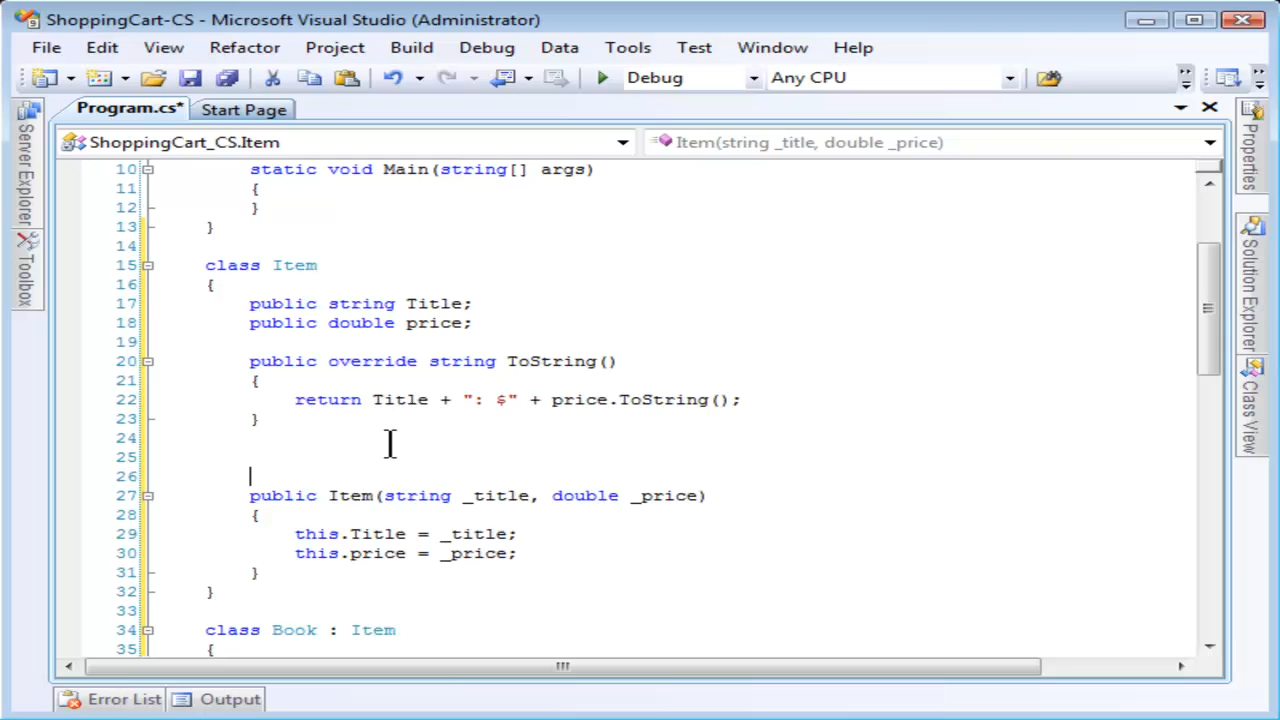 ShoppingCart-CS - Microsoft Visual Studio (Administrator)
File Edit View Refactor Project Build Debug Data Tools Test Window Help
Debug Any CPU
Program.cs* Start Page
ShoppingCart_CS.Item Item(string _title, double _price)
Server Explorer
Toolbox
Properties
Solution Explorer
Class View
10 static void Main(string[] args)
11 {
12 }
13 }
14
15 class Item
16 {
17 public string Title;
18 public double price;
19
20 public override string ToString()
21 {
22 return Title + ": $" + price.ToString();
23 }
24
25
26
27 public Item(string _title, double _price)
28 {
29 this.Title = _title;
30 this.price = _price;
31 }
32 }
33
34 class Book : Item
35 {
Error List Output